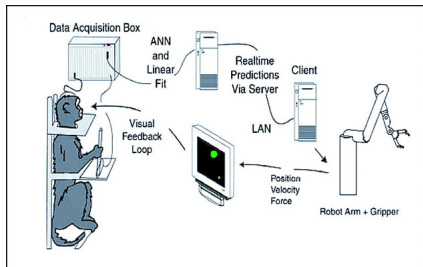 Data Acquisition Box
ANN and
Linear
Fit
Realtime
Predictions
Via Server
Client
LAN
Visual
Feedback
Loop
Position
Velocity
Force
Robot Arm + Gripper